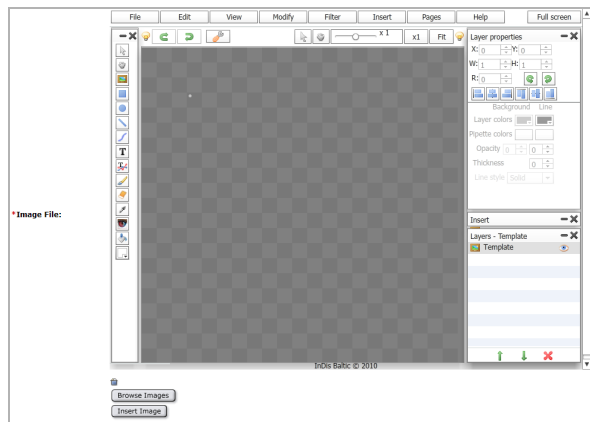 File Edit View Modify Filter Insert Pages Help Full screen
x 1 x1 Fit
Layer properties
X: 0 Y: 0
W: 1 H: 1
R: 0
Background Line
Layer colors
Pipette colors
Opacity 0 0
Thickness 0
Line style Solid
T
T
*Image File:
Insert
Layers - Template
Template
InDis Baltic © 2010
Browse Images
Insert Image